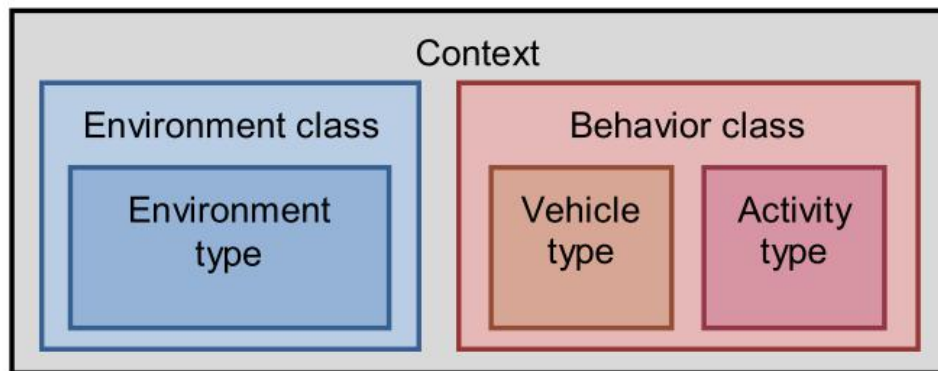 Context
Environment class
Behavior class
Environment
type
Vehicle
type
Activity
type